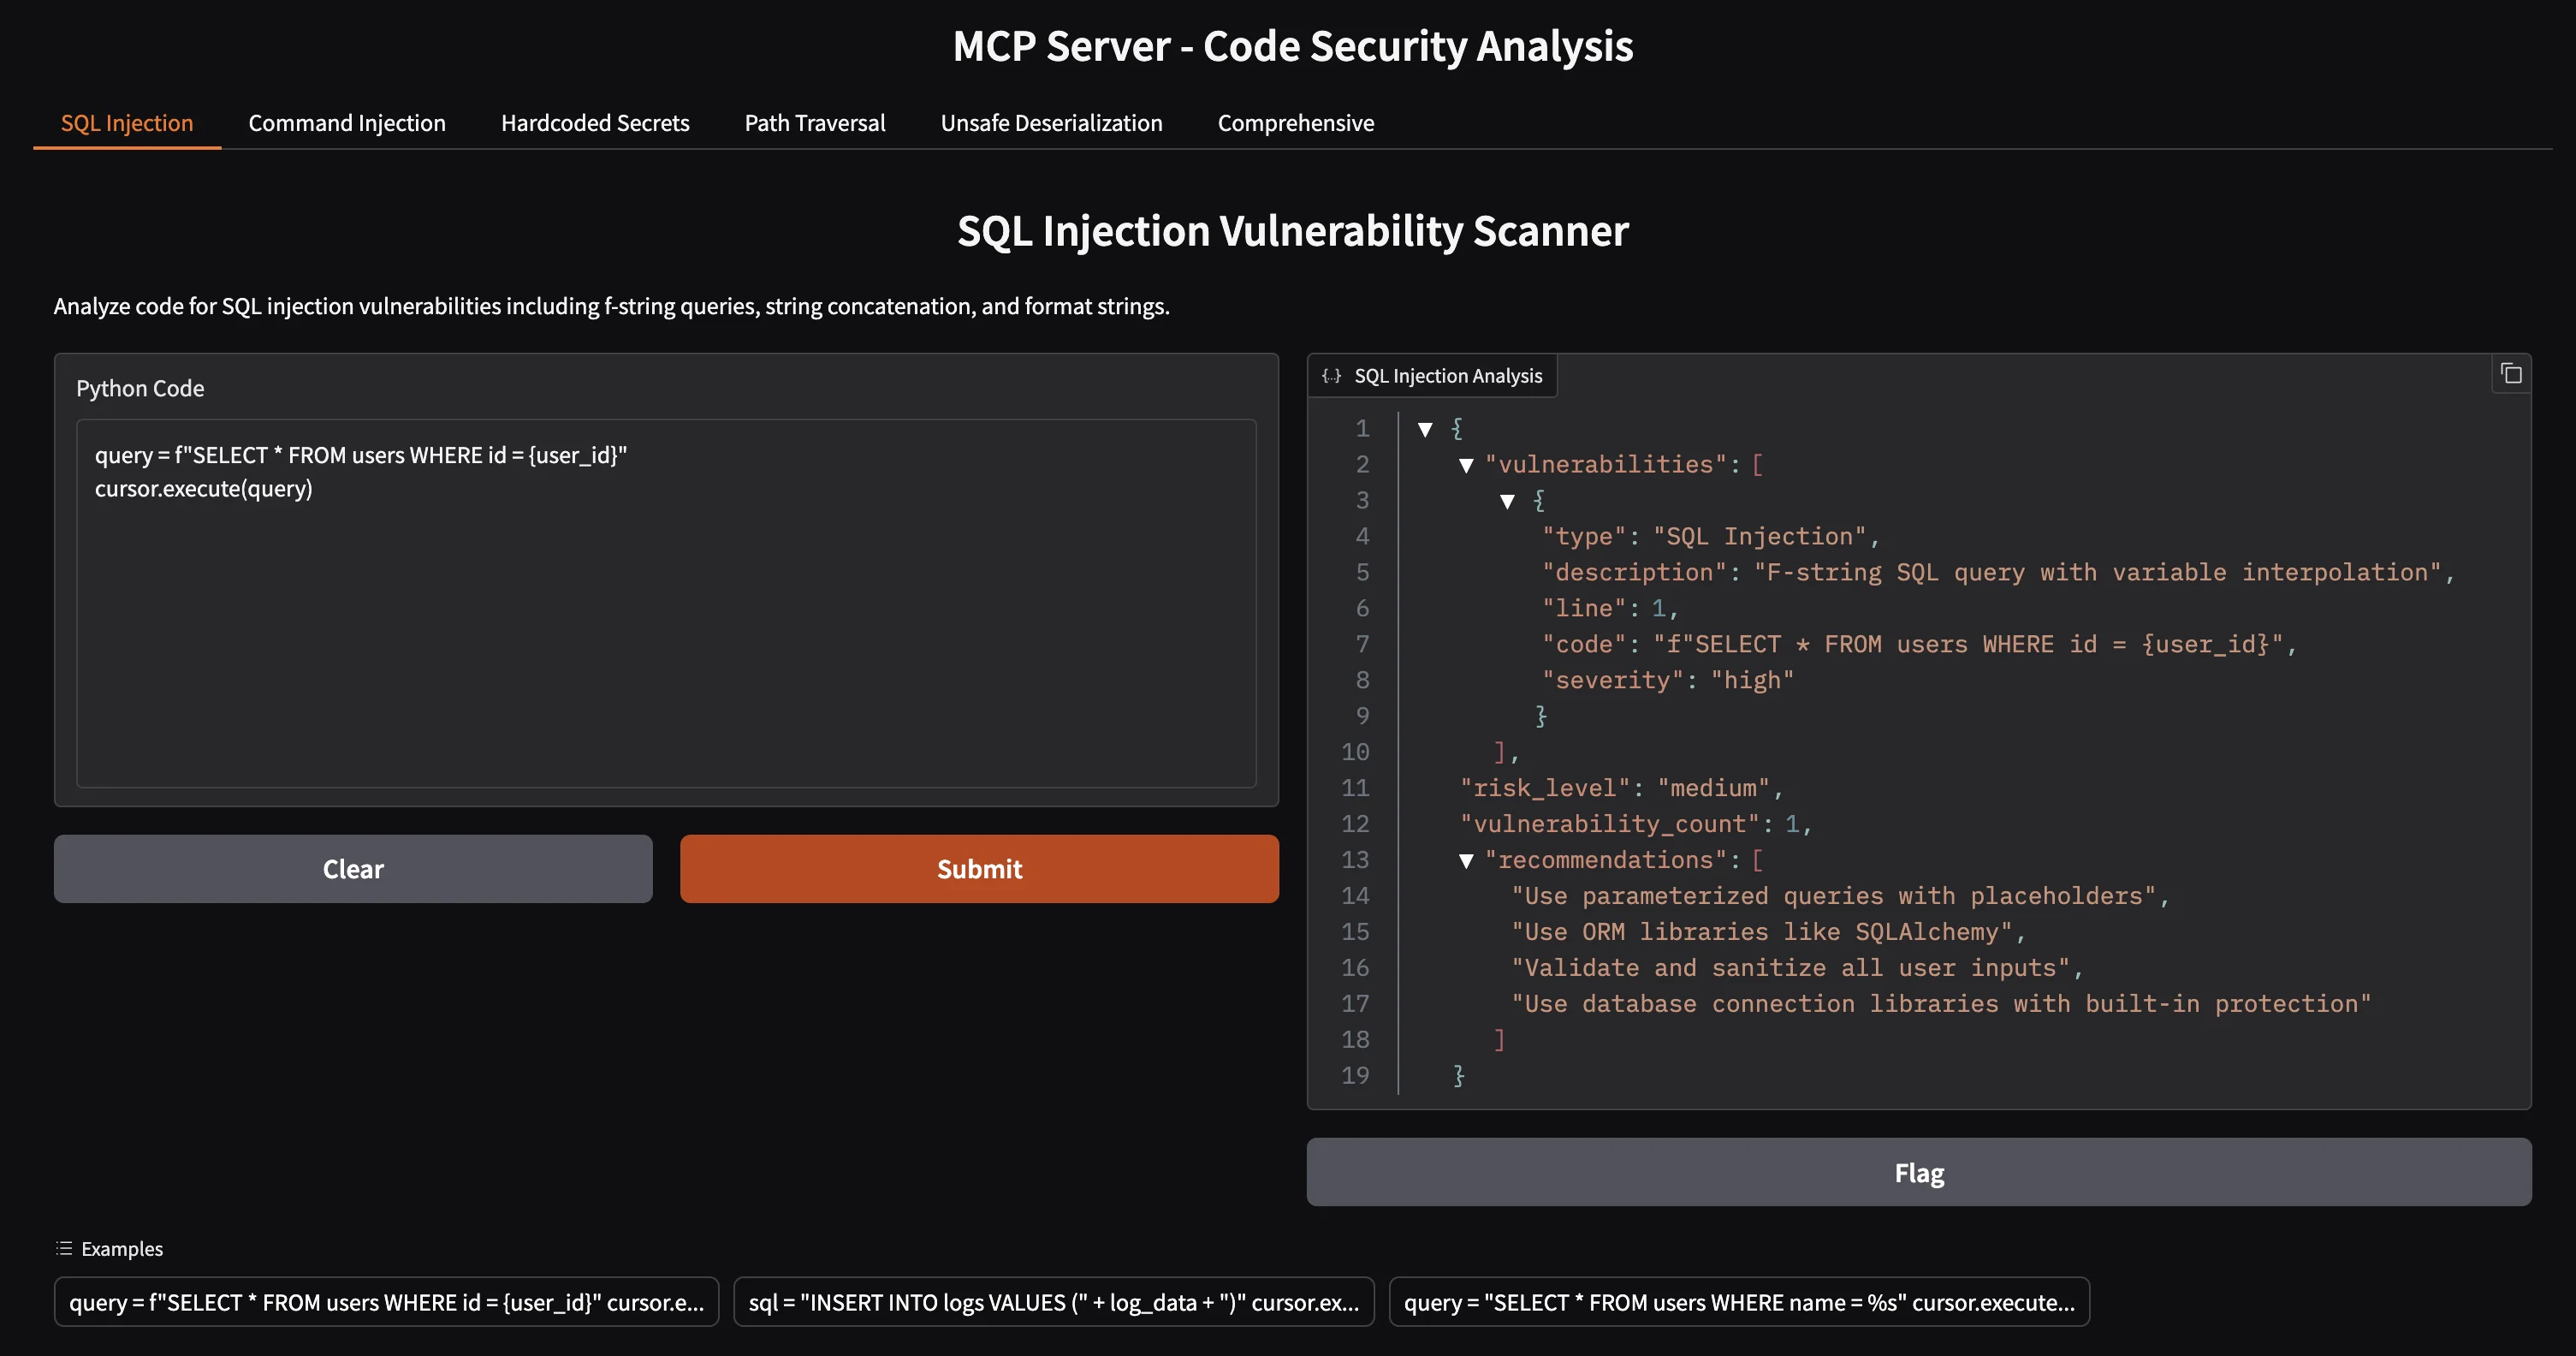 MCP Server - Code Security Analysis
SQL Injection
Command Injection
Hardcoded Secrets
Path Traversal
Unsafe Deserialization
Comprehensive
SQL Injection Vulnerability Scanner
Analyze code for SQL injection vulnerabilities including f-string queries, string concatenation, and format strings.
Python Code
query = f"SELECT * FROM users WHERE id = {user_id}"
cursor.execute(query)
Clear
Submit
SQL Injection Analysis
1 {
2 "vulnerabilities": [
3 {
4 "type": "SQL Injection",
5 "description": "F-string SQL query with variable interpolation",
6 "line": 1,
7 "code": "f"SELECT * FROM users WHERE id = {user_id}",
8 "severity": "high"
9 }
10 ],
11 "risk_level": "medium",
12 "vulnerability_count": 1,
13 "recommendations": [
14 "Use parameterized queries with placeholders",
15 "Use ORM libraries like SQLAlchemy",
16 "Validate and sanitize all user inputs",
17 "Use database connection libraries with built-in protection"
18 ]
19 }
Flag
Examples
query = f"SELECT * FROM users WHERE id = {user_id}" cursor.e...
sql = "INSERT INTO logs VALUES (" + log_data + ")" cursor.ex...
query = "SELECT * FROM users WHERE name = %s" cursor.execute...